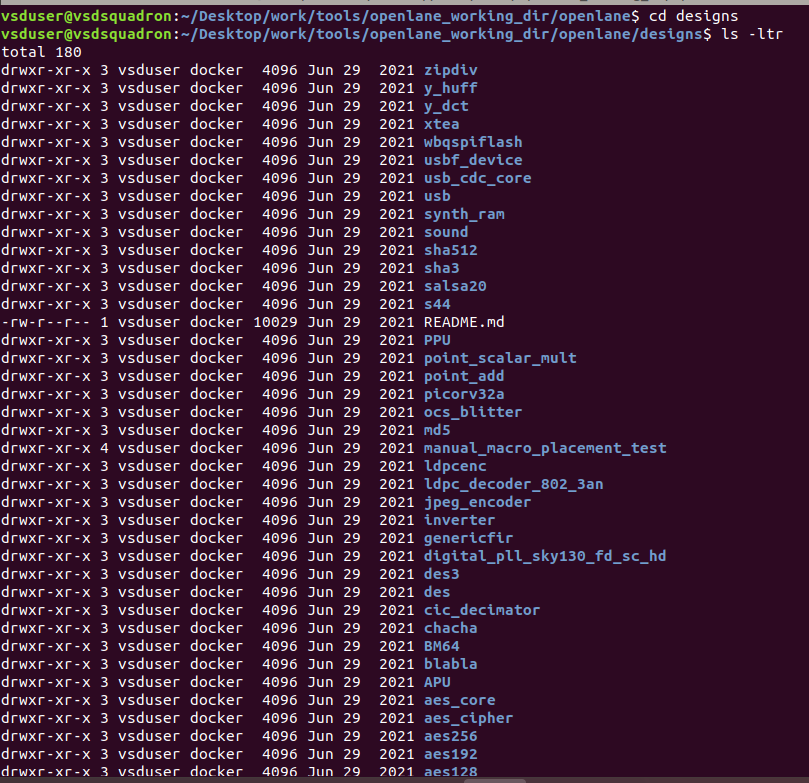 vsduser@vsdsquadron:~/Desktop/work/tools/openlane_working_dir/openlane$ cd designs
vsduser@vsdsquadron:~/Desktop/work/tools/openlane_working_dir/openlane/designs$ ls -ltr
total 180
drwxr-xr-x 3 vsduser docker  4096 Jun 29  2021 zipdiv
drwxr-xr-x 3 vsduser docker  4096 Jun 29  2021 y_huff
drwxr-xr-x 3 vsduser docker  4096 Jun 29  2021 y_dct
drwxr-xr-x 3 vsduser docker  4096 Jun 29  2021 xtea
drwxr-xr-x 3 vsduser docker  4096 Jun 29  2021 wbqspiflash
drwxr-xr-x 3 vsduser docker  4096 Jun 29  2021 usbf_device
drwxr-xr-x 3 vsduser docker  4096 Jun 29  2021 usb_cdc_core
drwxr-xr-x 3 vsduser docker  4096 Jun 29  2021 usb
drwxr-xr-x 3 vsduser docker  4096 Jun 29  2021 synth_ram
drwxr-xr-x 3 vsduser docker  4096 Jun 29  2021 sound
drwxr-xr-x 3 vsduser docker  4096 Jun 29  2021 sha512
drwxr-xr-x 3 vsduser docker  4096 Jun 29  2021 sha3
drwxr-xr-x 3 vsduser docker  4096 Jun 29  2021 salsa20
drwxr-xr-x 3 vsduser docker  4096 Jun 29  2021 s44
-rw-r--r-- 1 vsduser docker 10029 Jun 29  2021 README.md
drwxr-xr-x 3 vsduser docker  4096 Jun 29  2021 PPU
drwxr-xr-x 3 vsduser docker  4096 Jun 29  2021 point_scalar_mult
drwxr-xr-x 3 vsduser docker  4096 Jun 29  2021 point_add
drwxr-xr-x 3 vsduser docker  4096 Jun 29  2021 picorv32a
drwxr-xr-x 3 vsduser docker  4096 Jun 29  2021 ocs_blitter
drwxr-xr-x 3 vsduser docker  4096 Jun 29  2021 md5
drwxr-xr-x 4 vsduser docker  4096 Jun 29  2021 manual_macro_placement_test
drwxr-xr-x 3 vsduser docker  4096 Jun 29  2021 ldpcenc
drwxr-xr-x 3 vsduser docker  4096 Jun 29  2021 ldpc_decoder_802_3an
drwxr-xr-x 3 vsduser docker  4096 Jun 29  2021 jpeg_encoder
drwxr-xr-x 3 vsduser docker  4096 Jun 29  2021 inverter
drwxr-xr-x 3 vsduser docker  4096 Jun 29  2021 genericfir
drwxr-xr-x 3 vsduser docker  4096 Jun 29  2021 digital_pll_sky130_fd_sc_hd
drwxr-xr-x 3 vsduser docker  4096 Jun 29  2021 des3
drwxr-xr-x 3 vsduser docker  4096 Jun 29  2021 des
drwxr-xr-x 3 vsduser docker  4096 Jun 29  2021 cic_decimator
drwxr-xr-x 3 vsduser docker  4096 Jun 29  2021 chacha
drwxr-xr-x 3 vsduser docker  4096 Jun 29  2021 BM64
drwxr-xr-x 3 vsduser docker  4096 Jun 29  2021 blabla
drwxr-xr-x 3 vsduser docker  4096 Jun 29  2021 APU
drwxr-xr-x 3 vsduser docker  4096 Jun 29  2021 aes_core
drwxr-xr-x 3 vsduser docker  4096 Jun 29  2021 aes_cipher
drwxr-xr-x 3 vsduser docker  4096 Jun 29  2021 aes256
drwxr-xr-x 3 vsduser docker  4096 Jun 29  2021 aes192
drwxr-xr-x 3 vsduser docker  4096 Jun 29  2021 aes128